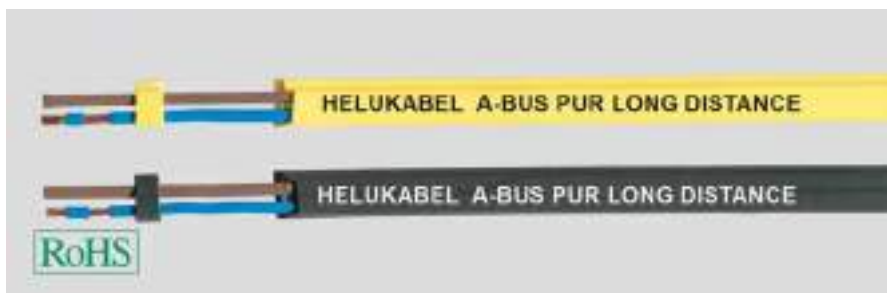 HELUKABEL A-BUS PUR LONG DISTANCE
HELUKABEL A-BUS PUR LONG DISTANCE
RoHS